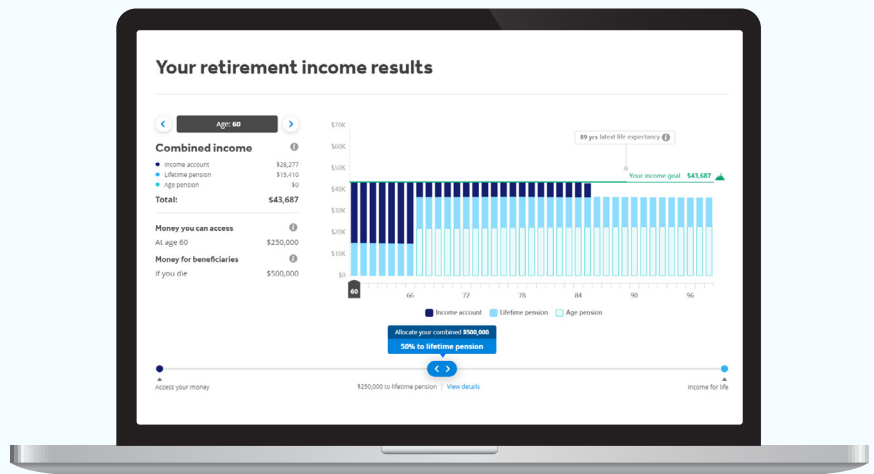 Your retirement income results
Age: 60
Combined income
Income account $28,277
Lifetime pension $15,410
Age pension $0
Total: $43,687
Money you can access
At age 60 $250,000
Money for beneficiaries
If you die $500,000
$70K
$60K
$50K
$40K
$30K
$20K
$10K
$0
89 yrs latest life expectancy
Your income goal $43,687
60
66 72 78 84 90 96
Income account Lifetime pension Age pension
Allocate your combined $500,000
50% to lifetime pension
Access your money
$250,000 to lifetime pension | View details
Income for life